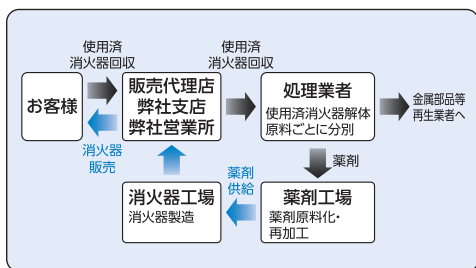 使用済
消火器回収
使用済
消火器回収
お客様
販売代理店
弊社支店
弊社営業所
処理業者
使用済消火器解体
原料ごとに分別
金属部品等
再生業者へ
消火器
販売
薬剤
薬剤
供給
消火器工場
消火器製造
薬剤工場
薬剤原料化・
再加工